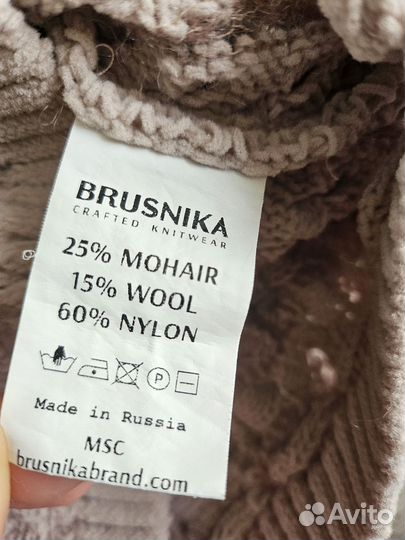 BRUSNIKA
CRAFTED KNITWEAR
25% MOHAIR
15% WOOL
60% NYLON
P
Made in Russia
MSC
brusnikabrand.com
Avito